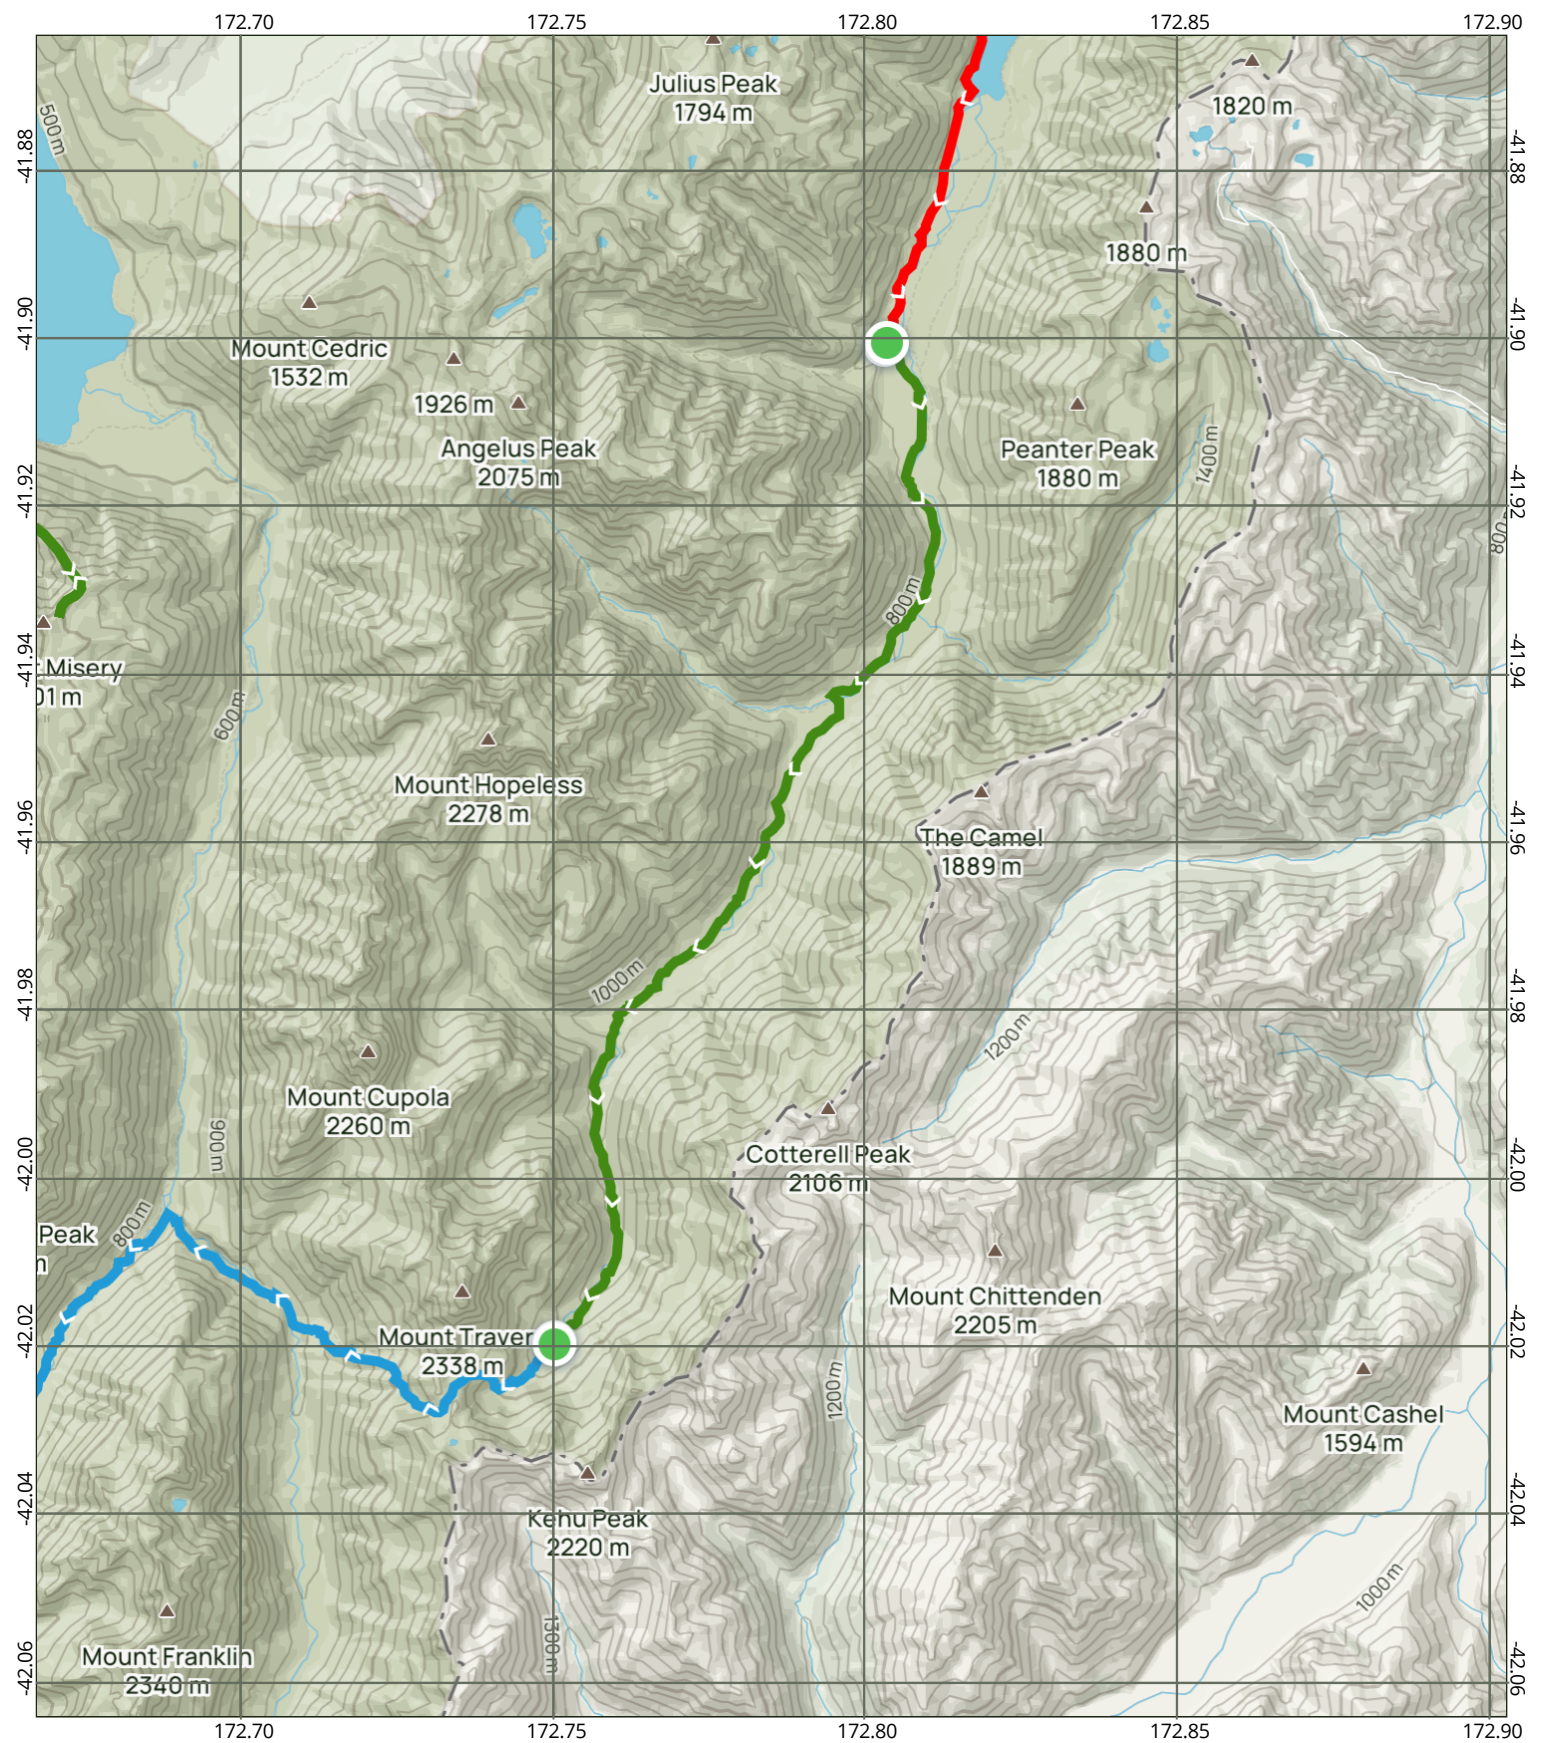 172.70
172.75
172.80
172.85
172.90
Julius Peak
1794 m
1820 m
500 m
-41.88
-41.88
1880 m
-41.90
-41.90
Mount Cedric
1532 m
1926 m
Angelus Peak
2075 m
Peanter Peak
1880 m
1400 m
-41.92
-41.92
800
800 m
-41.94
-41.94
r Misery
01 m
600 m
Mount Hopeless
2278 m
The Camel
1889 m
-41.96
-41.96
1000 m
-41.98
-41.98
1200 m
Mount Cupola
2260 m
900 m
Cotterell Peak
2106 m
-42.00
-42.00
800 m
Peak
n
Mount Chittenden
2205 m
-42.02
-42.02
Mount Traver
2338 m
1200 m
Mount Cashel
1594 m
-42.04
-42.04
Kehu Peak
2220 m
1000 m
1300 m
Mount Franklin
2340 m
-42.06
-42.06
172.70
172.75
172.80
172.85
172.90